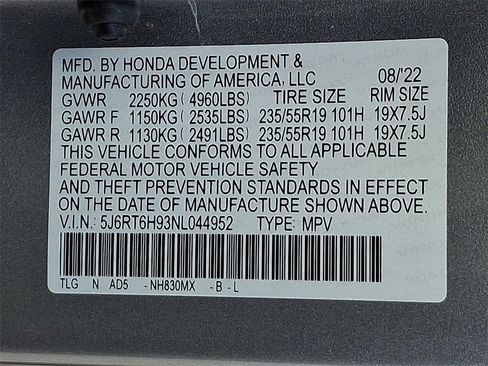 MFD. BY HONDA DEVELOPMENT &
MANUFACTURING OF AMERICA, LLC 08/'22
GVWR 2250KG( 4960LBS) TIRE SIZE RIM SIZE
GAWR F 1150KG( 2535LBS) 235/55R19 101H 19X7.5J
GAWR R 1130KG( 2491LBS) 235/55R19 101H 19X7.5J
THIS VEHICLE CONFORMS TO ALL APPLICABLE
FEDERAL MOTOR VEHICLE SAFETY
AND THEFT PREVENTION STANDARDS IN EFFECT ON
THE DATE OF MANUFACTURE SHOWN ABOVE.
V.I.N.: 5J6RT6H93NL044952 TYPE: MPV
TLG N AD5 -NH830MX -B-L